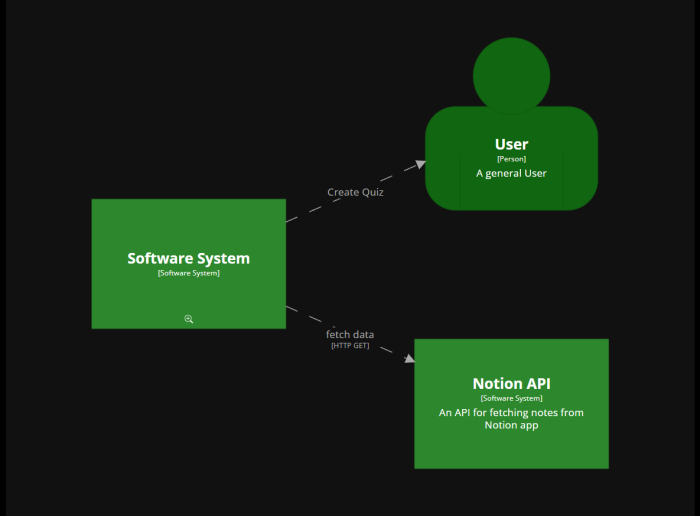 User
[Person]
A general User
Create Quiz
Software System
[Software System]
fetch data
[HTTP GET]
Notion API
[Software System]
An API for fetching notes from
Notion app